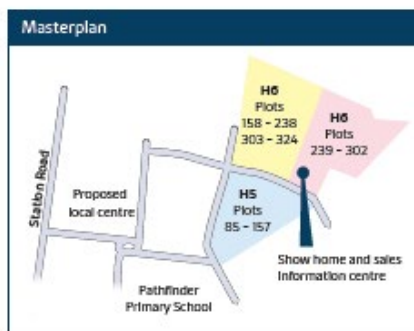 Masterplan
H6
Plots
158 - 238
303 - 324
H6
Plots
239 - 302
Station Road
Proposed
local centre
H5
Plots
85 - 157
Show home and sales
information centre
Pathfinder
Primary School